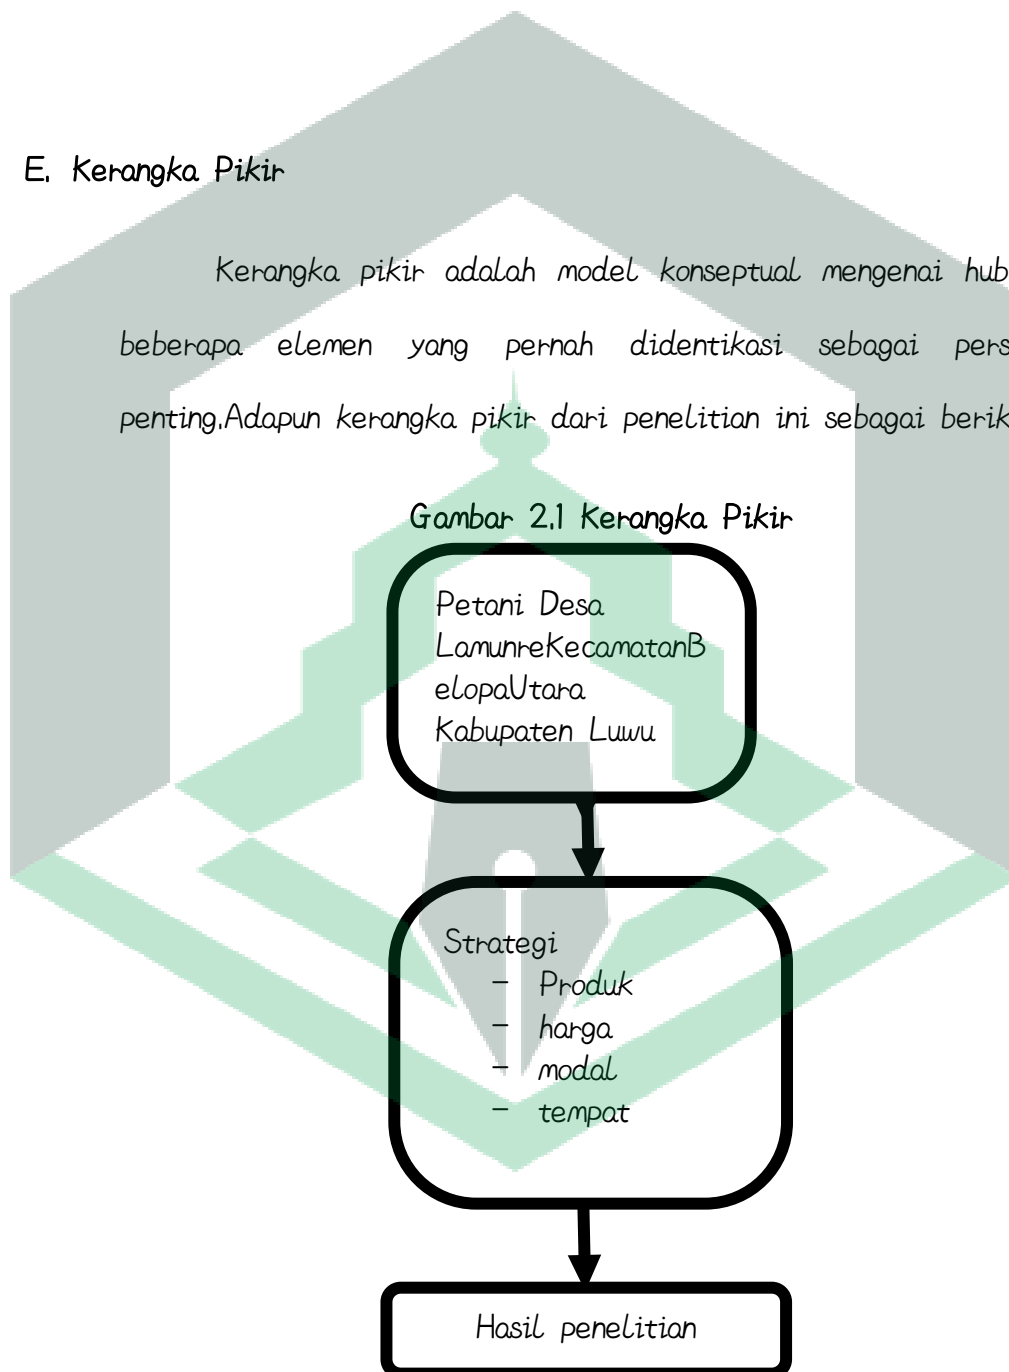 E. Kerangka Pikir
Kerangka pikir adalah model konseptual mengenai hub
beberapa elemen yang pernah didentikasi sebagai pers
penting.Adapun kerangka pikir dari penelitian ini sebagai berik
Gambar 2.1 Kerangka Pikir
Petani Desa
LamunreKecamatanB
elopaUtara
Kabupaten Luwu
Strategi
- Produk
- harga
- modal
- tempat
Hasil penelitian